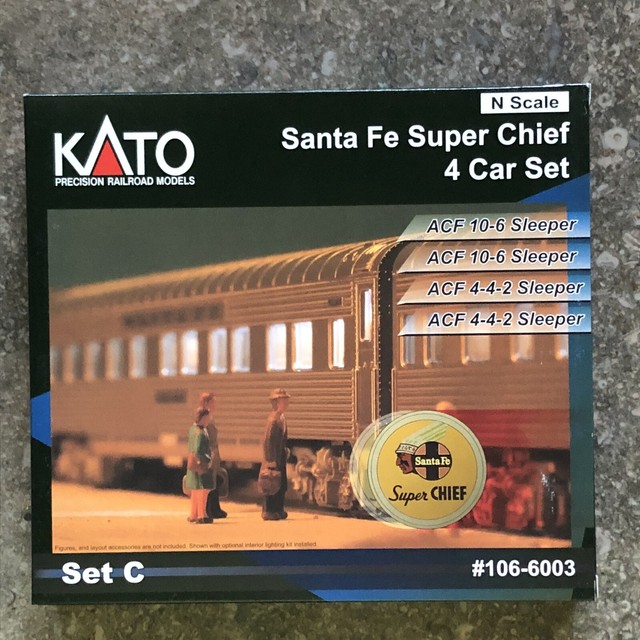 N Scale
KATO
PRECISION RAILROAD MODELS
Santa Fe Super Chief
4 Car Set
ACF 10-6 Sleeper
ACF 10-6 Sleeper
ACF 4-4-2 Sleeper
ACF 4-4-2 Sleeper
Santa Fe
Super CHIEF
Figures, and layout accessories are not included. Shown with optional interior lighting kit installed.
Set C
#106-6003